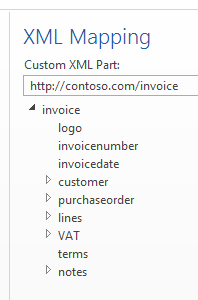 XML Mapping
Custom XML Part:
http://contoso.com/invoice
invoice
logo
invoicenumber
invoicedate
customer
purchaseorder
lines
VAT
terms
notes